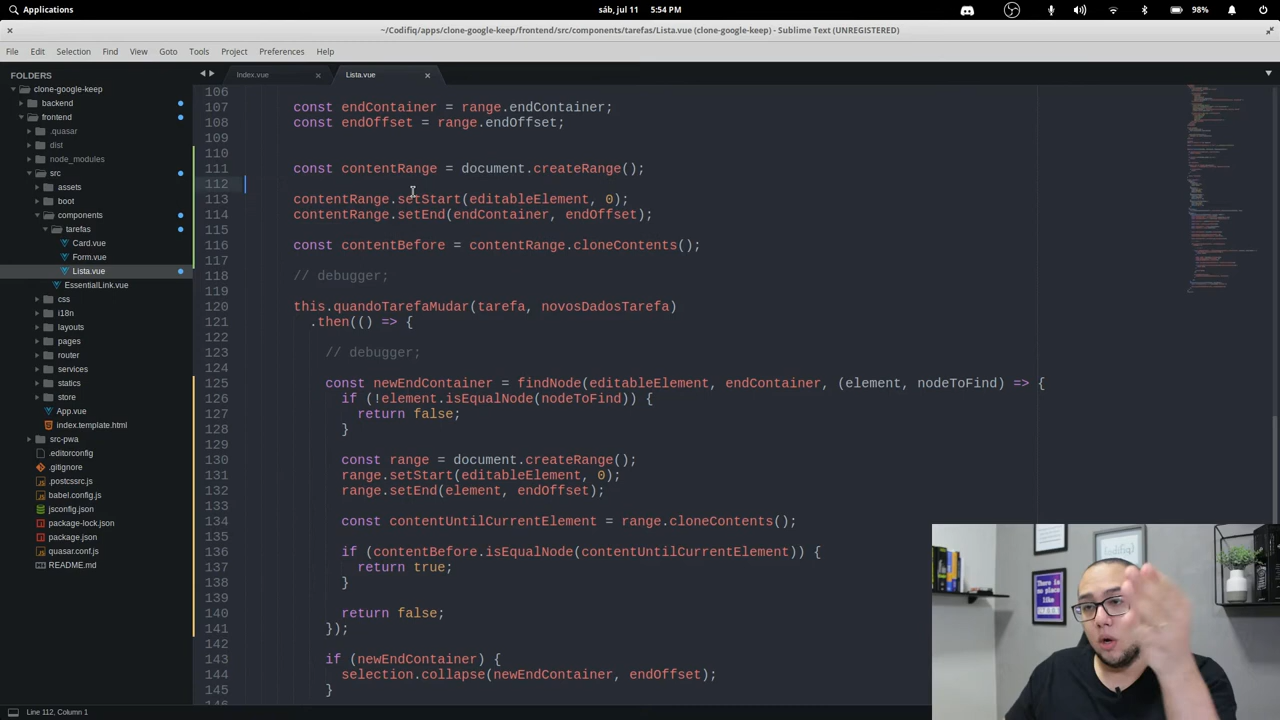 Applications
sáb, jul 11
5:54 PM
98%
~/Codifiq/apps/clone-google-keep/frontend/src/components/tarefas/Lista.vue (clone-google-keep) - Sublime Text (UNREGISTERED)
File Edit Selection Find View Goto Tools Project Preferences Help
FOLDERS
clone-google-keep
backend
frontend
.quasar
dist
node_modules
src
assets
boot
components
tarefas
Card.vue
Form.vue
Lista.vue
EssentialLink.vue
css
i18n
layouts
pages
router
services
statics
store
App.vue
index.template.html
src-pwa
.editorconfig
.gitignore
.postcssrc.js
babel.config.js
jsconfig.json
package-lock.json
package.json
quasar.conf.js
README.md
Index.vue
Lista.vue
106
107 const endContainer = range.endContainer;
108 const endOffset = range.endOffset;
109
110
111 const contentRange = document.createRange();
112
113 contentRange.setStart(editableElement, 0);
114 contentRange.setEnd(endContainer, endOffset);
115
116 const contentBefore = contentRange.cloneContents();
117
118 // debugger;
119
120 this.quandoTarefaMudar(tarefa, novosDadosTarefa)
121 .then(() => {
122
123 // debugger;
124
125 const newEndContainer = findNode(editableElement, endContainer, (element, nodeToFind) => {
126 if (!element.isEqualNode(nodeToFind)) {
127 return false;
128 }
129
130 const range = document.createRange();
131 range.setStart(editableElement, 0);
132 range.setEnd(element, endOffset);
133
134 const contentUntilCurrentElement = range.cloneContents();
135
136 if (contentBefore.isEqualNode(contentUntilCurrentElement)) {
137 return true;
138 }
139
140 return false;
141 });
142
143 if (newEndContainer) {
144 selection.collapse(newEndContainer, endOffset);
145 }
Line 112, Column 1
{codifiq}
There is
no place
like